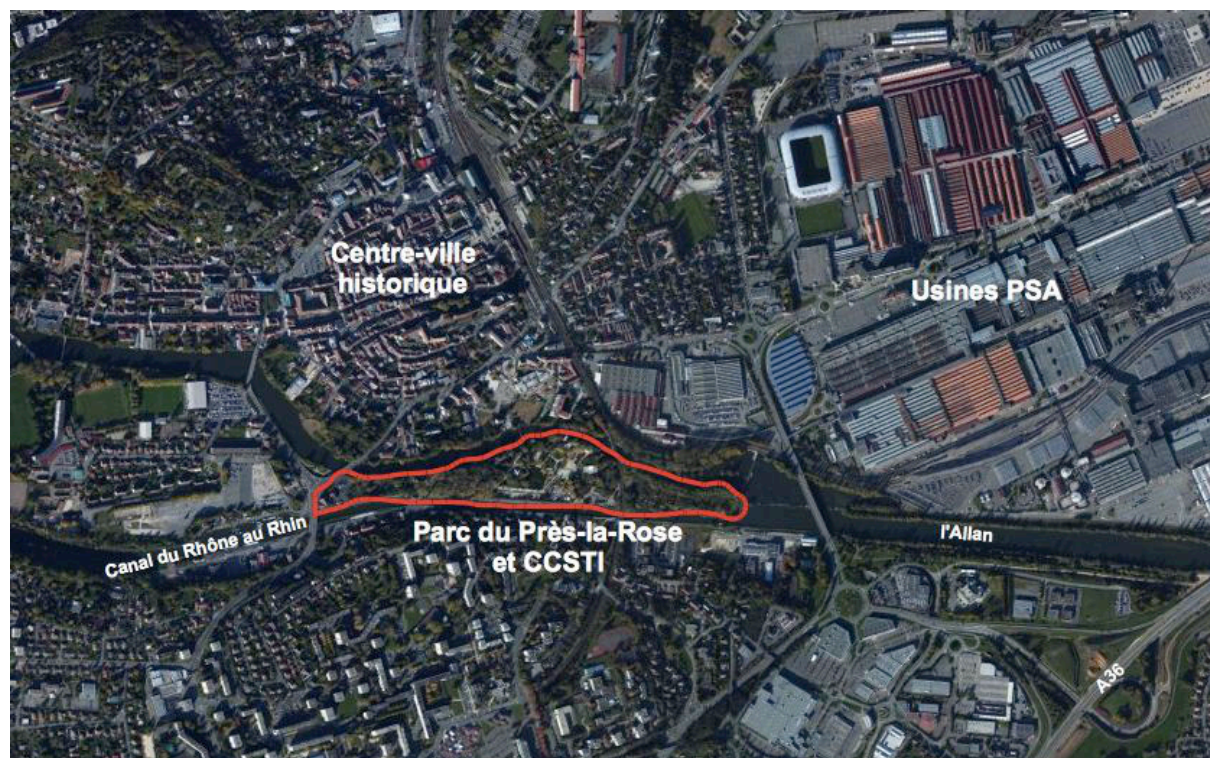 Centre-ville
historique
Usines PSA
Canal du Rhône au Rhin
Parc du Près-la-Rose
et CCSTI
l'Allan
A36